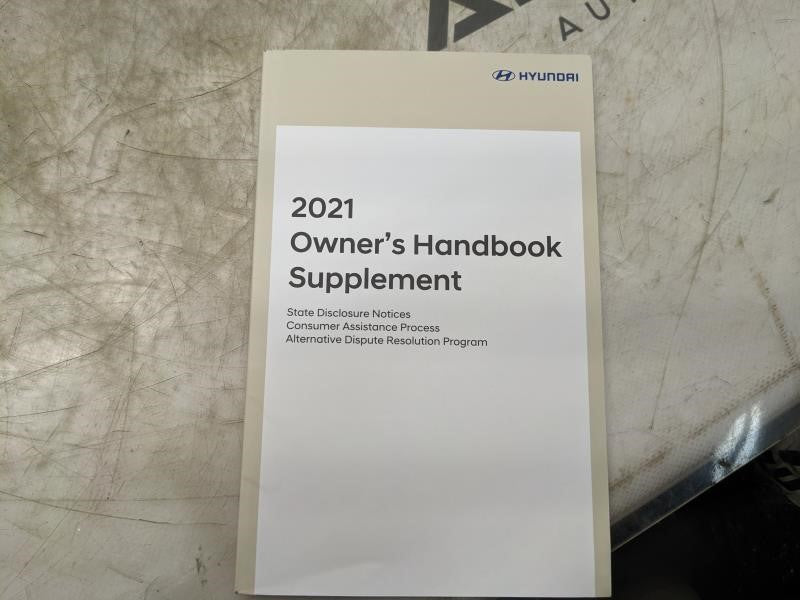 HYUNDAI
2021
Owner's Handbook
Supplement
State Disclosure Notices
Consumer Assistance Process
Alternative Dispute Resolution Program